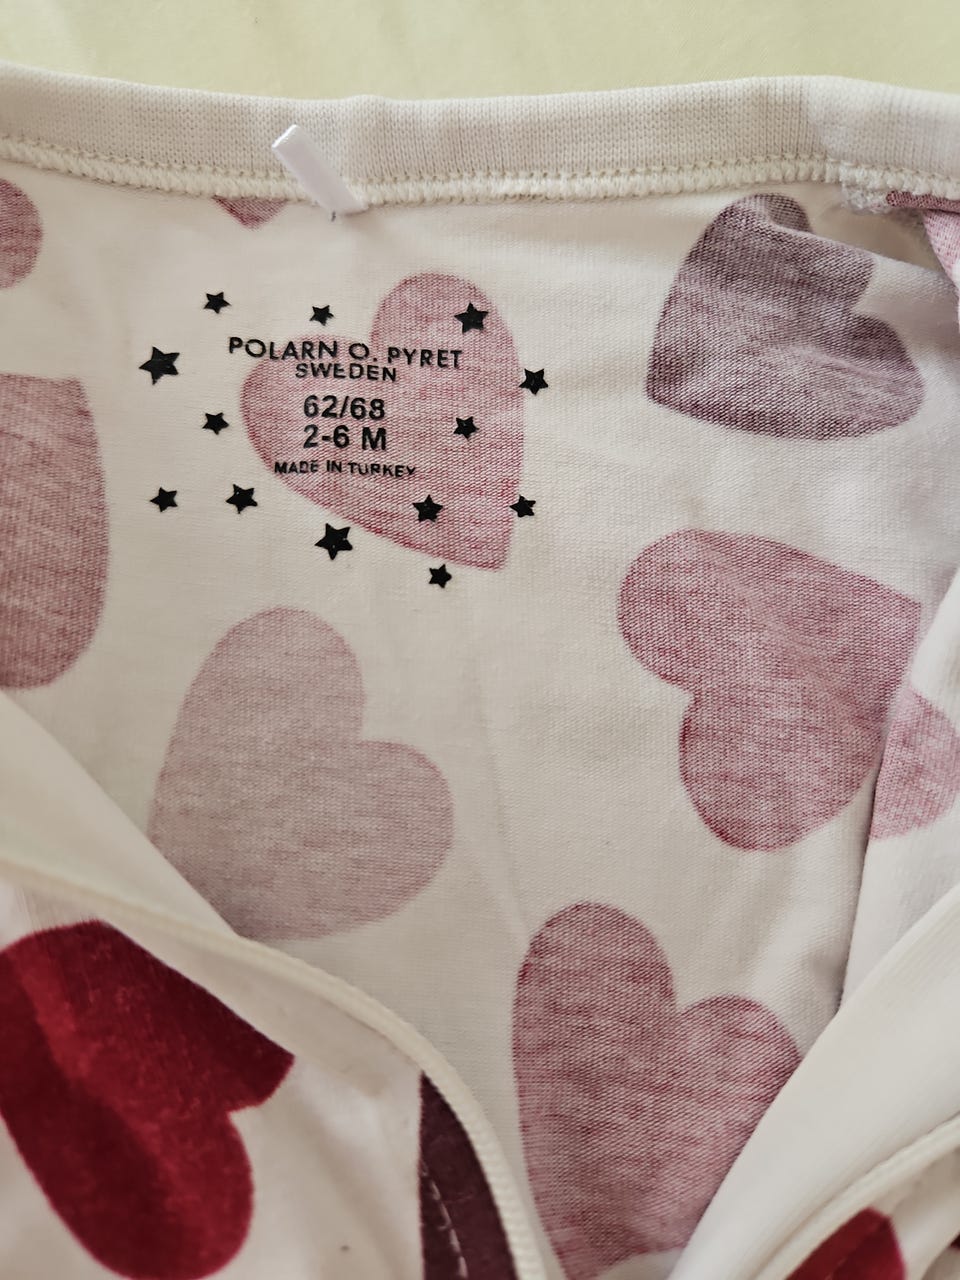 POLARN O. PYRET
SWEDEN
62/68
2-6 M
MADE IN TURKEY